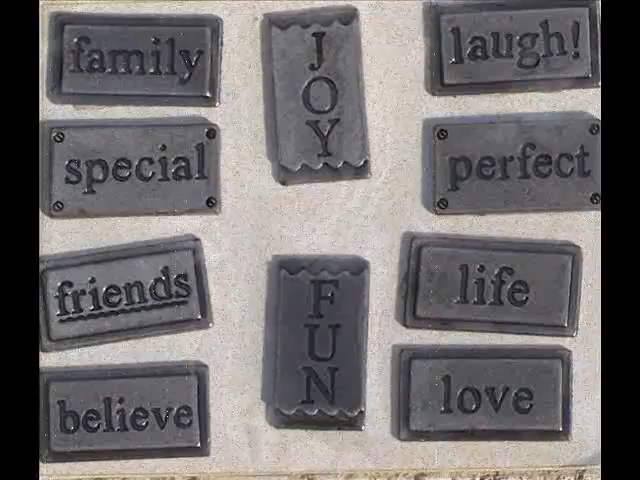 family
special
friends
believe
JOY
FUN
laugh!
perfect
life
love